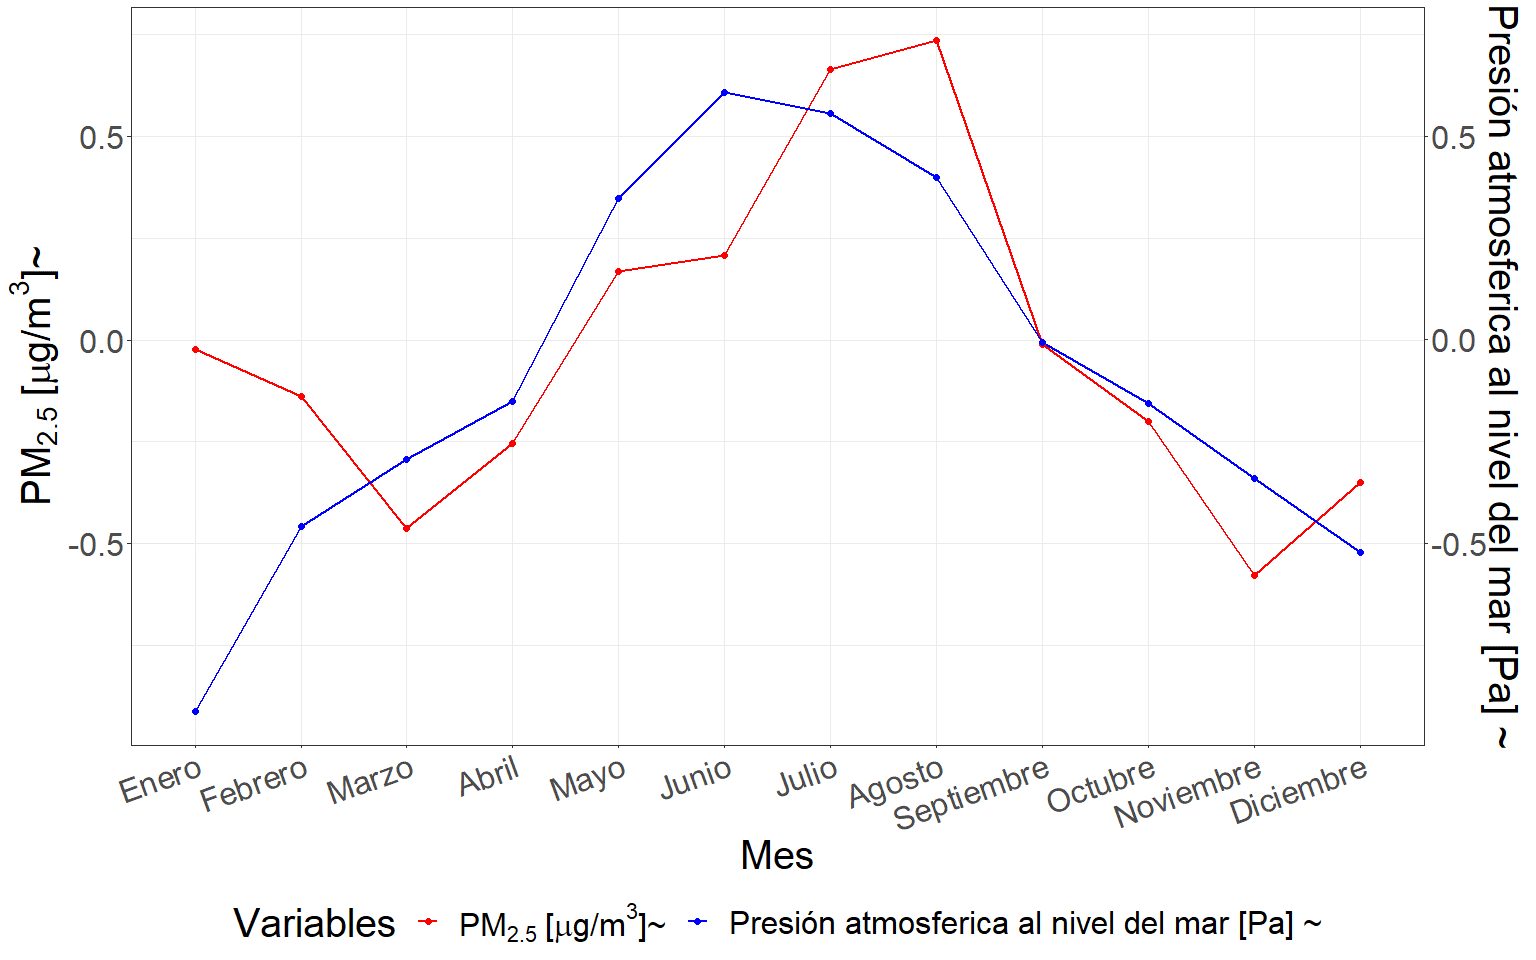 PM2.5 [μg/m3]~
0.5
0.0
-0.5
0.5
0.0
-0.5
Presión atmosferica al nivel del mar [Pa] ~
Enero
Febrero
Marzo
Abril
Mayo
Junio
Julio
Agosto
Septiembre
Octubre
Noviembre
Diciembre
Mes
Variables PM2.5 [μg/m3]~ Presión atmosferica al nivel del mar [Pa] ~